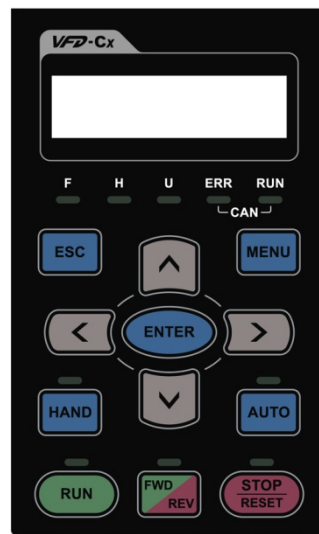 VFD-Cx
F H U ERR RUN
CAN
ESC
MENU
ENTER
HAND
AUTO
RUN
FWD
REV
STOP
RESET